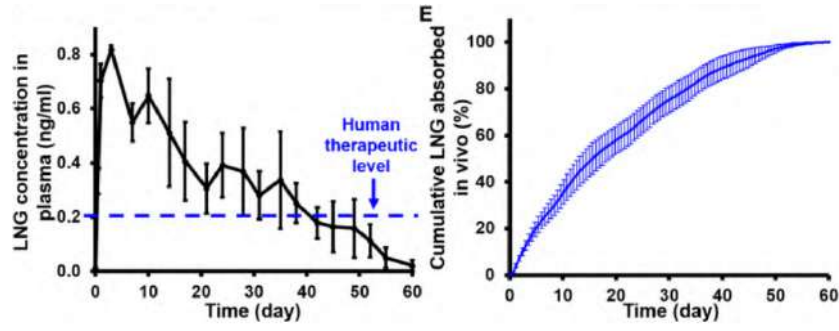 E
LNG concentration in
plasma (ng/ml)
0.8
0.6
0.4
0.2
0.0
Human
therapeutic
level
0
10
20
30
40
50
60
Time (day)
Cumulative LNG absorbed
in vivo (%)
100
80
60
40
20
0
0
10
20
30
40
50
60
Time (day)